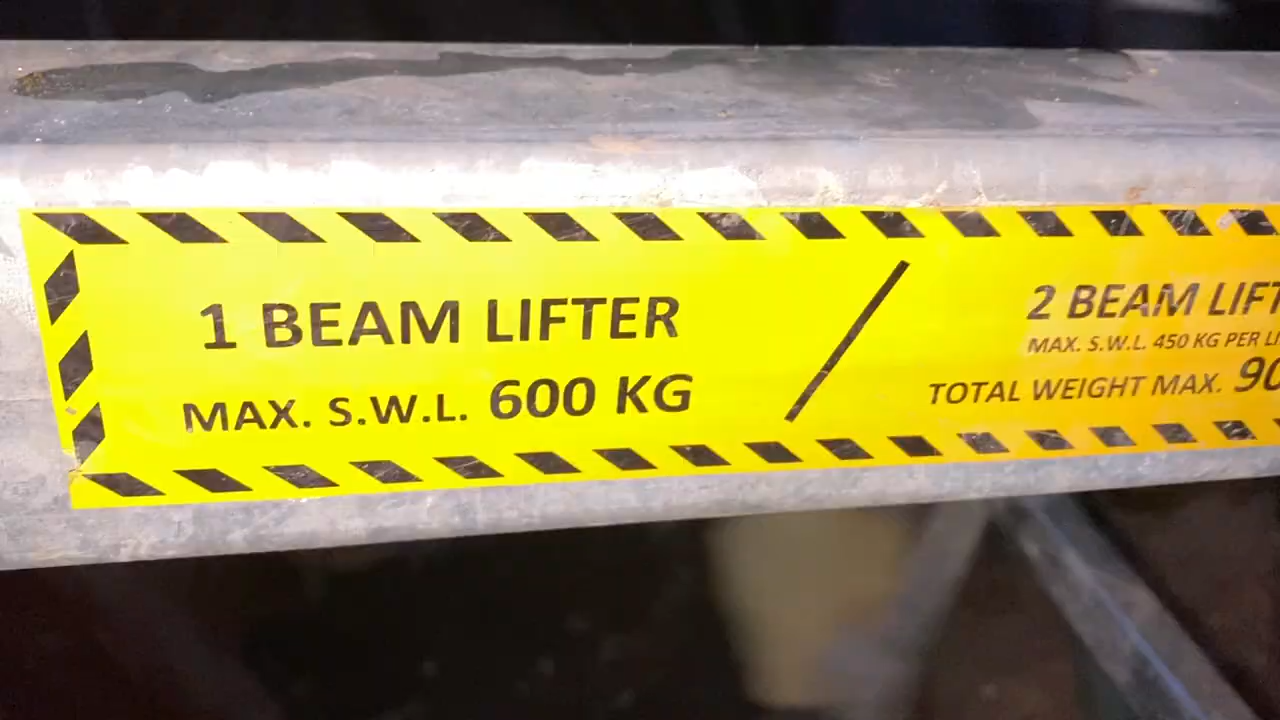 1 BEAM LIFTER
MAX. S.W.L. 600 KG
/
2 BEAM
MAX. S.W.L. 450 KG PER
TOTAL WEIGHT MAX.